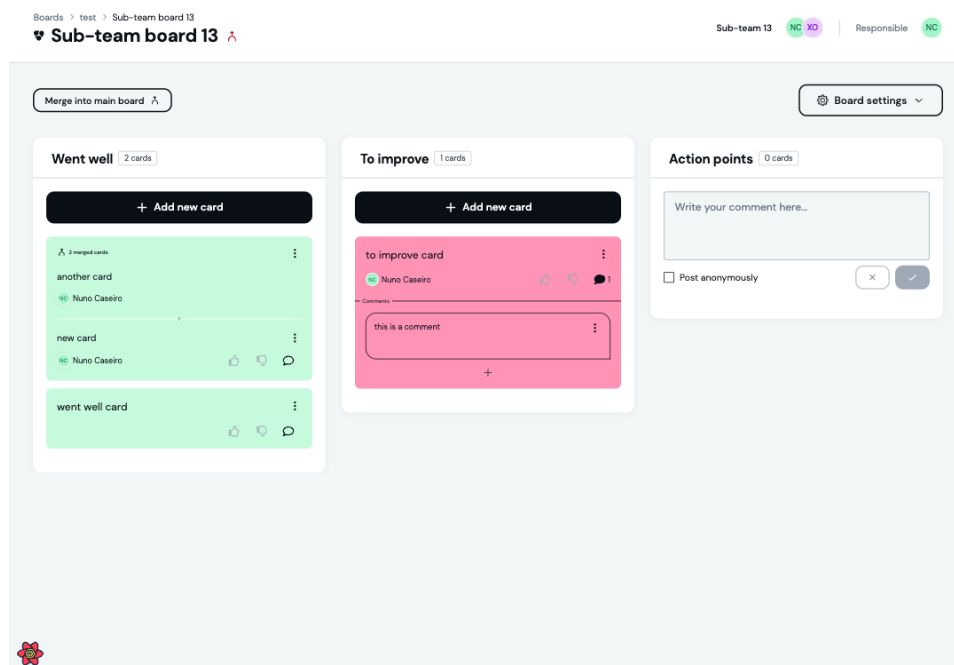 Boards > test > Sub-team board 13
Sub-team board 13
Sub-team 13 NC XO Responsible NC
Merge into main board
Board settings
Went well 2 cards
+ Add new card
2 merged cards
another card
NC Nuno Caseiro
new card
NC Nuno Caseiro
went well card
To improve 1 cards
+ Add new card
to improve card
NC Nuno Caseiro 1
Comments
this is a comment
+
Action points 0 cards
Write your comment here...
Post anonymously